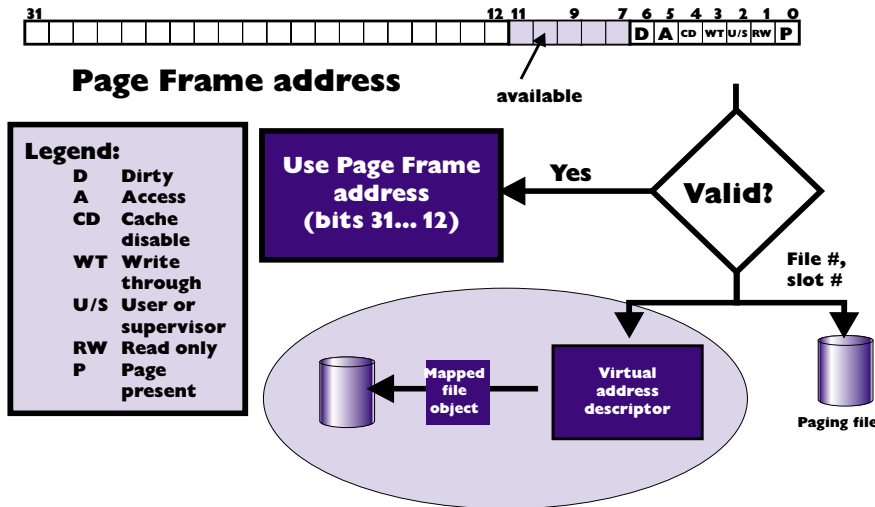 31 12 11 9 7 6 5 4 3 2 1 0
D A CD WT U/S RW P
Page Frame address
available
Legend:
D Dirty
A Access
CD Cache
disable
WT Write
through
U/S User or
supervisor
RW Read only
P Page
present
Use Page Frame
address
(bits 31... 12)
Yes
Valid?
File #,
slot #
Mapped
file
object
Virtual
address
descriptor
Paging file